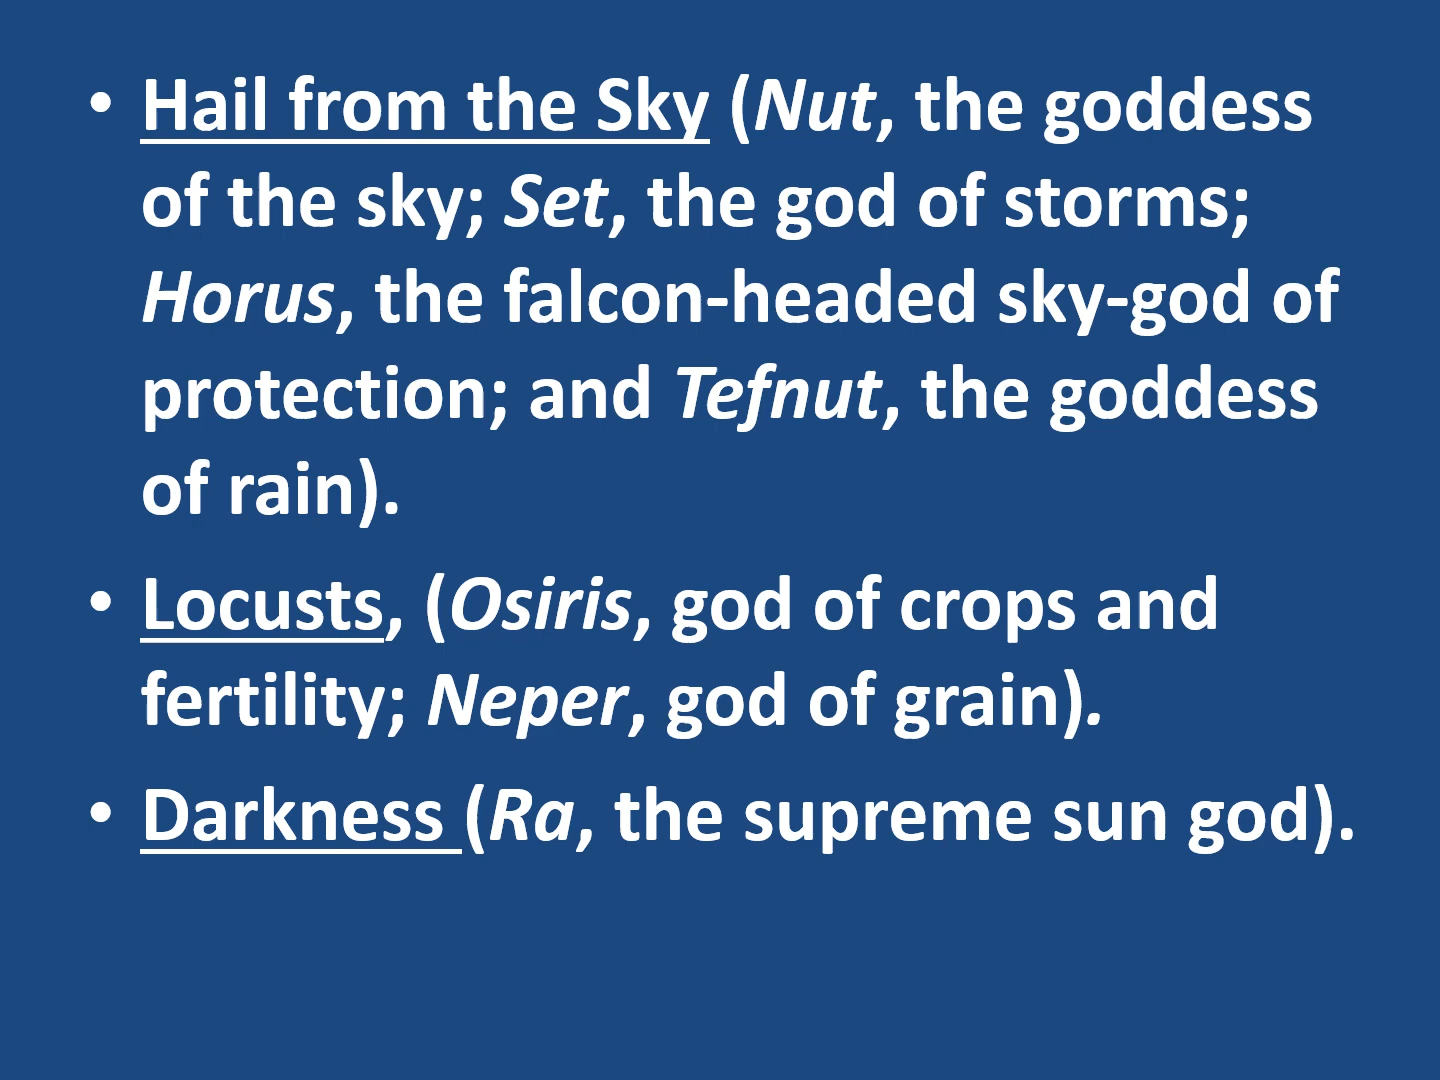 • Hail from the Sky (Nut, the goddess
of the sky; Set, the god of storms;
Horus, the falcon-headed sky-god of
protection; and Tefnut, the goddess
of rain).
• Locusts, (Osiris, god of crops and
fertility; Neper, god of grain).
• Darkness (Ra, the supreme sun god).